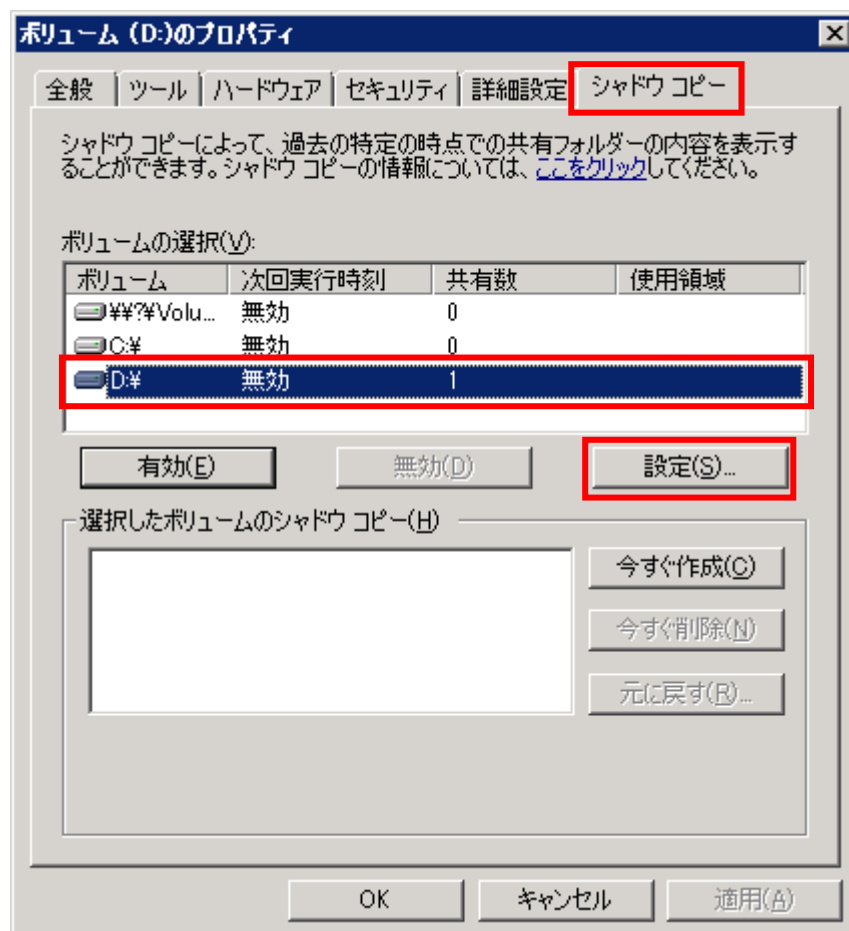 ボリューム (D:)のプロパティ
全般 ツール ハードウェア セキュリティ 詳細設定 シャドウ コピー
シャドウ コピーによって、過去の特定の時点での共有フォルダーの内容を表示す
ることができます。シャドウ コピーの情報については、ここをクリックしてください。
ボリュームの選択(V):
ボリューム 次回実行時刻 共有数 使用領域
¥¥?¥Volu... 無効 0
C:¥ 無効 0
D:¥ 無効 1
有効(E) 無効(D) 設定(S)...
選択したボリュームのシャドウ コピー(H)
今すぐ作成(C)
今すぐ削除(N)
元に戻す(R)...
OK キャンセル 適用(A)